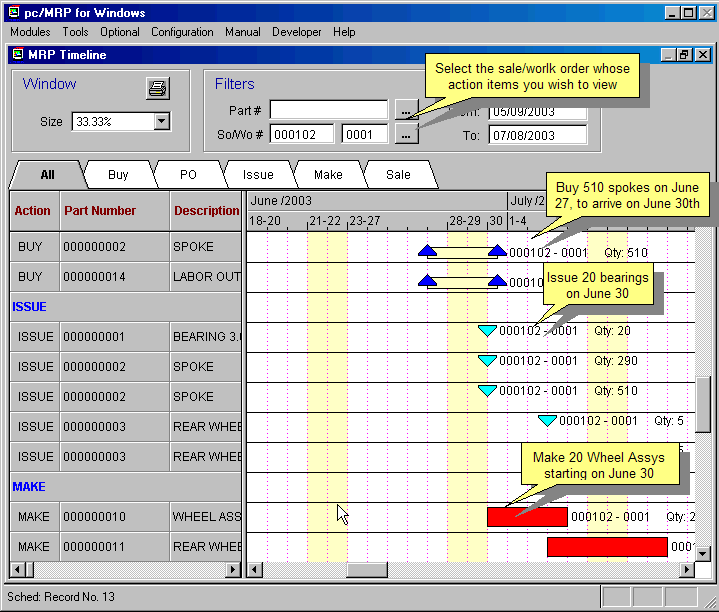 pc/MRP for Windows
Modules Tools Optional Configuration Manual Developer Help
MRP Timeline
Window
Size 33.33%
Filters
Part #
...
From: 05/09/2003
So/Wo # 000102 0001
...
To: 07/08/2003
Select the sale/worlk order whose
action items you wish to view
All Buy PO Issue Make Sale
Action Part Number Description
June /2003
18-20 21-22 23-27 28-29 30 1-4
Buy 510 spokes on June
27, to arrive on June 30th
BUY 000000002 SPOKE 000102 - 0001 Qty: 510
BUY 000000014 LABOR OUT
Issue 20 bearings
on June 30
ISSUE
ISSUE 000000001 BEARING 3. 000102 - 0001 Qty: 20
ISSUE 000000002 SPOKE 000102 - 0001 Qty: 290
ISSUE 000000002 SPOKE 000102 - 0001 Qty: 510
ISSUE 000000003 REAR WHEE 000102 - 0001 Qty: 5
ISSUE 000000003 REAR WHEE
Make 20 Wheel Assys
starting on June 30
MAKE
MAKE 000000010 WHEEL ASS 000102 - 0001 Qty: 2
MAKE 000000011 REAR WHEE
Sched: Record No. 13